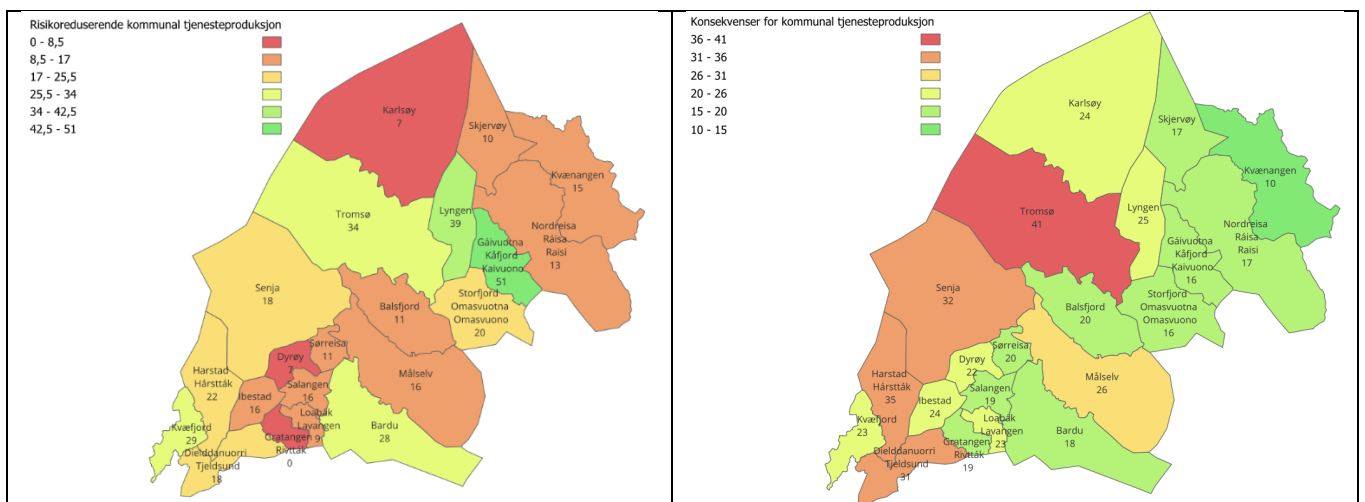 Risikoreduserende kommunal tjenesteproduksjon
0 - 8,5
8,5 - 17
17 - 25,5
25,5 - 34
34 - 42,5
42,5 - 51
Karlsøy
7
Skjervøy
10
Kvænangen
15
Tromsø
34
Lyngen
39
Nordreisa
Ráisa
Raisi
13
Gáivuotna
Kåfjord
Kaivuono
51
Senja
18
Balsfjord
11
Storfjord
Omasvuotna
Omasvuono
20
Sørreisa
11
Dyrøy
7
Målselv
16
Harstad
Hárstták
22
Salangen
16
Ibestad
16
Loabák
Lavangen
9
Kvæfjord
29
Bardu
28
Gratangen
Rivtták
0
Dielddanuorri
Tjeldsund
18
Konsekvenser for kommunal tjenesteproduksjon
36 - 41
31 - 36
26 - 31
20 - 26
15 - 20
10 - 15
Karlsøy
24
Skjervøy
17
Kvænangen
10
Tromsø
41
Lyngen
25
Nordreisa
Ráisa
Raisi
17
Gáivuotna
Kåfjord
Kaivuono
16
Senja
32
Balsfjord
20
Storfjord
Omasvuotna
Omasvuono
16
Sørreisa
20
Dyrøy
22
Målselv
26
Harstad
Hárstták
35
Salangen
19
Ibestad
24
Loabák
Lavangen
23
Kvæfjord
23
Bardu
18
Gratangen
Rivtták
19
Dielddanuorri
Tjeldsund
31